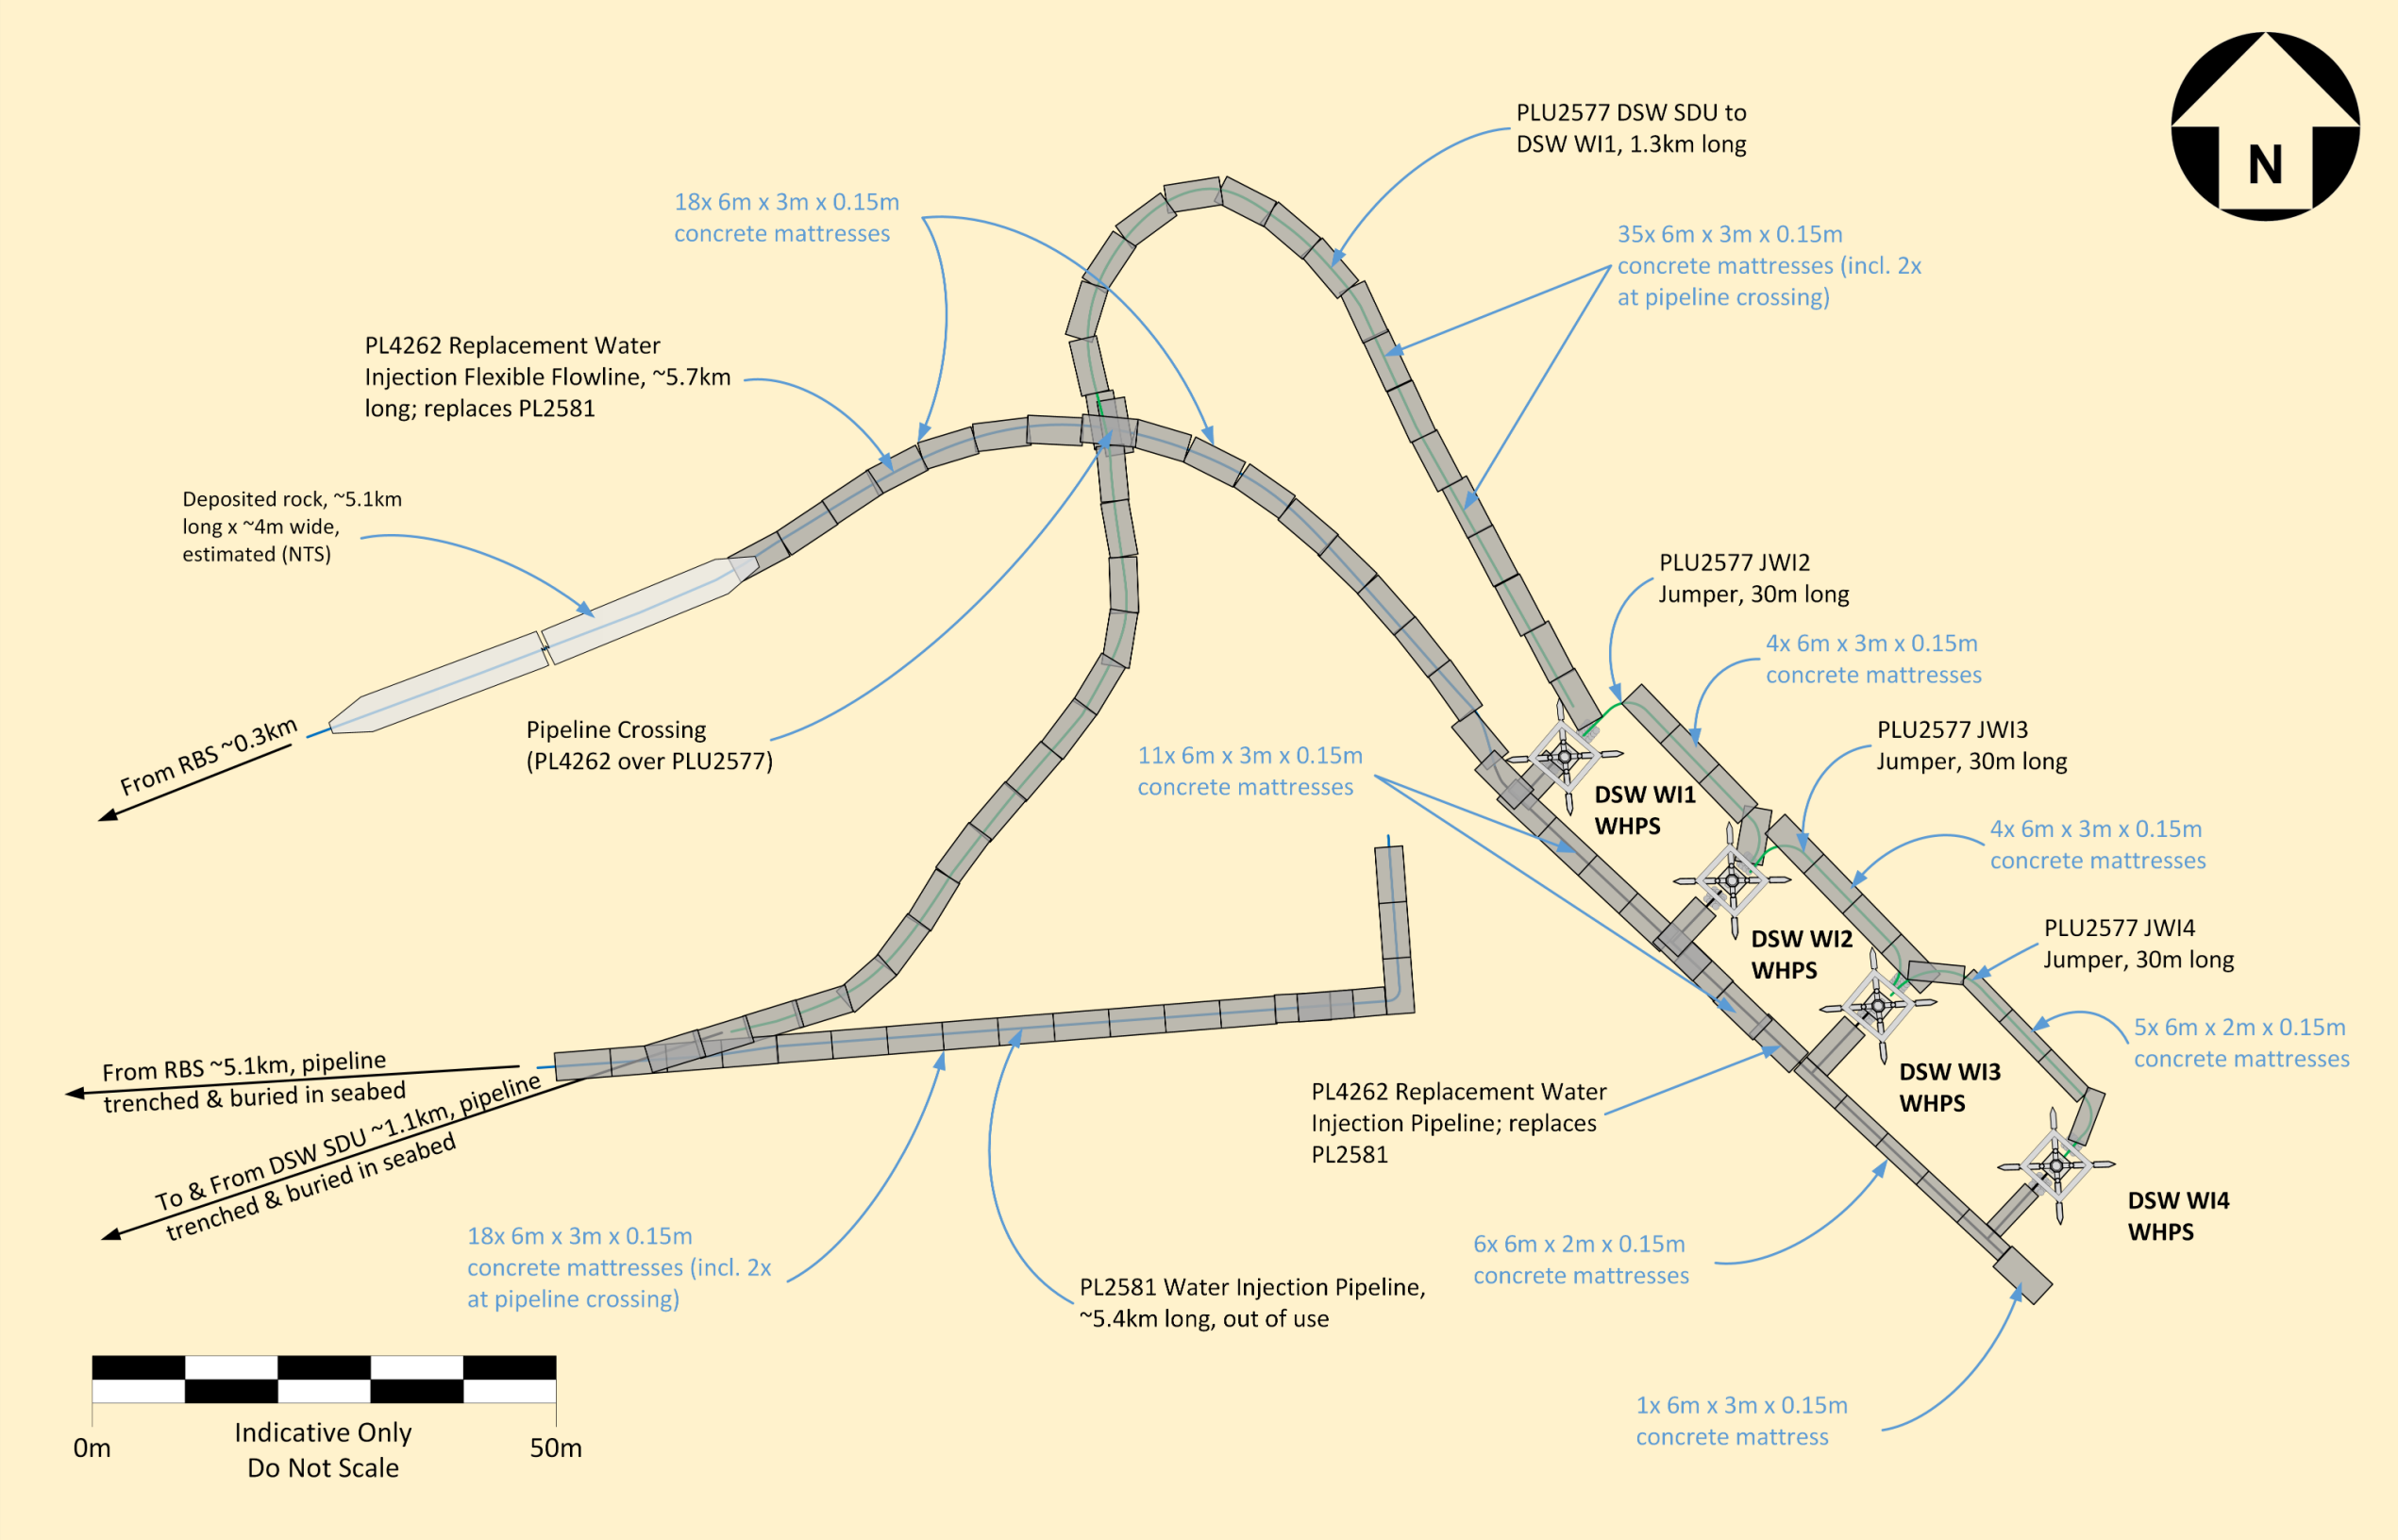 PLU2577 DSW SDU to
DSW WI1, 1.3km long
N
18x 6m x 3m x 0.15m
concrete mattresses
35x 6m x 3m x 0.15m
concrete mattresses (incl. 2x
at pipeline crossing)
PL4262 Replacement Water
Injection Flexible Flowline, ~5.7km
long; replaces PL2581
Deposited rock, ~5.1km
long x ~4m wide,
estimated (NTS)
PLU2577 JWI2
Jumper, 30m long
4x 6m x 3m x 0.15m
concrete mattresses
From RBS ~0.3km
Pipeline Crossing
(PL4262 over PLU2577)
11x 6m x 3m x 0.15m
concrete mattresses
PLU2577 JWI3
Jumper, 30m long
DSW WI1
WHPS
4x 6m x 3m x 0.15m
concrete mattresses
DSW WI2
WHPS
PLU2577 JWI4
Jumper, 30m long
5x 6m x 2m x 0.15m
concrete mattresses
From RBS ~5.1km, pipeline
trenched & buried in seabed
To & From DSW SDU ~1.1km, pipeline
trenched & buried in seabed
DSW WI3
WHPS
PL4262 Replacement Water
Injection Pipeline; replaces
PL2581
DSW WI4
WHPS
18x 6m x 3m x 0.15m
concrete mattresses (incl. 2x
at pipeline crossing)
PL2581 Water Injection Pipeline,
~5.4km long, out of use
6x 6m x 2m x 0.15m
concrete mattresses
1x 6m x 3m x 0.15m
concrete mattress
0m
Indicative Only
Do Not Scale
50m